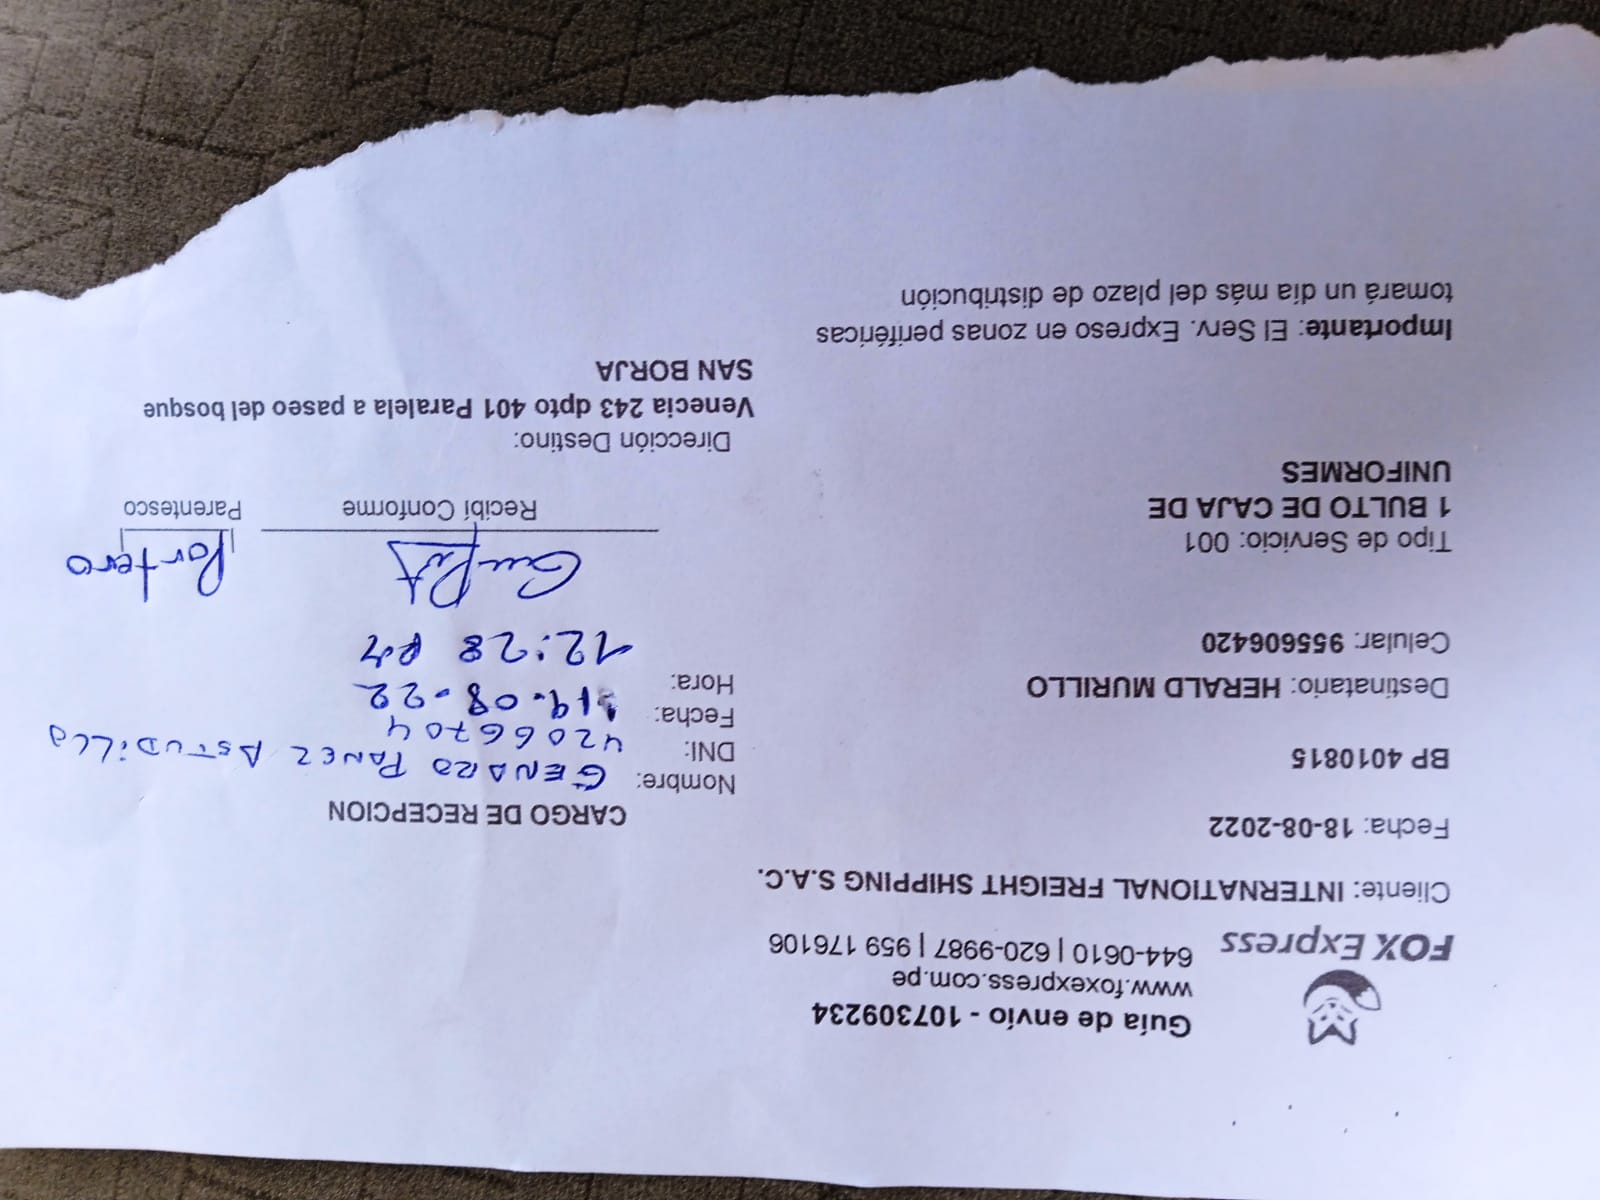 Guía de envío - 107309234
www.foxexpress.com.pe
FOX Express 644-0610 | 620-9987 | 959 176106
Cliente: INTERNATIONAL FREIGHT SHIPPING S.A.C.
Fecha: 18-08-2022
BP 4010815
Destinatario: HERALD MURILLO
Celular: 955606420
Tipo de Servicio: 001
1 BULTO DE CAJA DE
UNIFORMES
Importante: El Serv. Expreso en zonas periféricas
tomará un día más del plazo de distribución
CARGO DE RECEPCION
Nombre: GENARO PANEZ ASTUDILLO
DNI: 42066704
Fecha: 19.08-22
Hora: 12:28 PM
Portero
Recibí Conforme Parentesco
Dirección Destino:
Venecia 243 dpto 401 Paralela a paseo del bosque
SAN BORJA